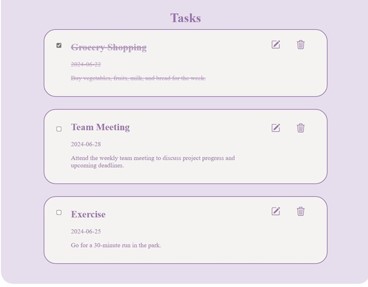 Tasks
Grocery Shopping
2024-06-22
Buy vegetables, fruits, milk, and bread for the week.
Team Meeting
2024-06-28
Attend the weekly team meeting to discuss project progress and
upcoming deadlines.
Exercise
2024-06-25
Go for a 30-minute run in the park.